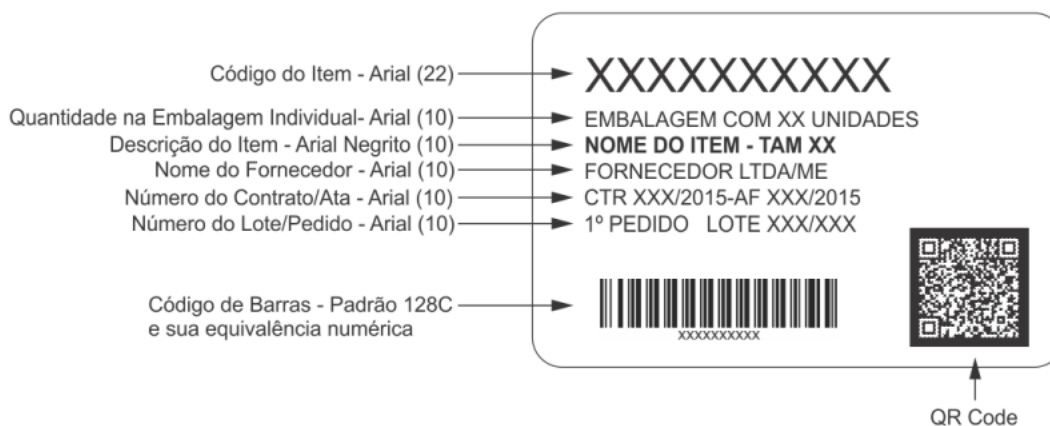 Código do Item - Arial (22)
XXXXXXXXXX
Quantidade na Embalagem Individual- Arial (10)
EMBALAGEM COM XX UNIDADES
Descrição do Item - Arial Negrito (10)
NOME DO ITEM - TAM XX
Nome do Fornecedor - Arial (10)
FORNECEDOR LTDA/ME
Número do Contrato/Ata - Arial (10)
CTR XXX/2015-AF XXX/2015
Número do Lote/Pedido - Arial (10)
1º PEDIDO LOTE XXX/XXX
Código de Barras - Padrão 128C
e sua equivalência numérica
XXXXXXXXXX
QR Code